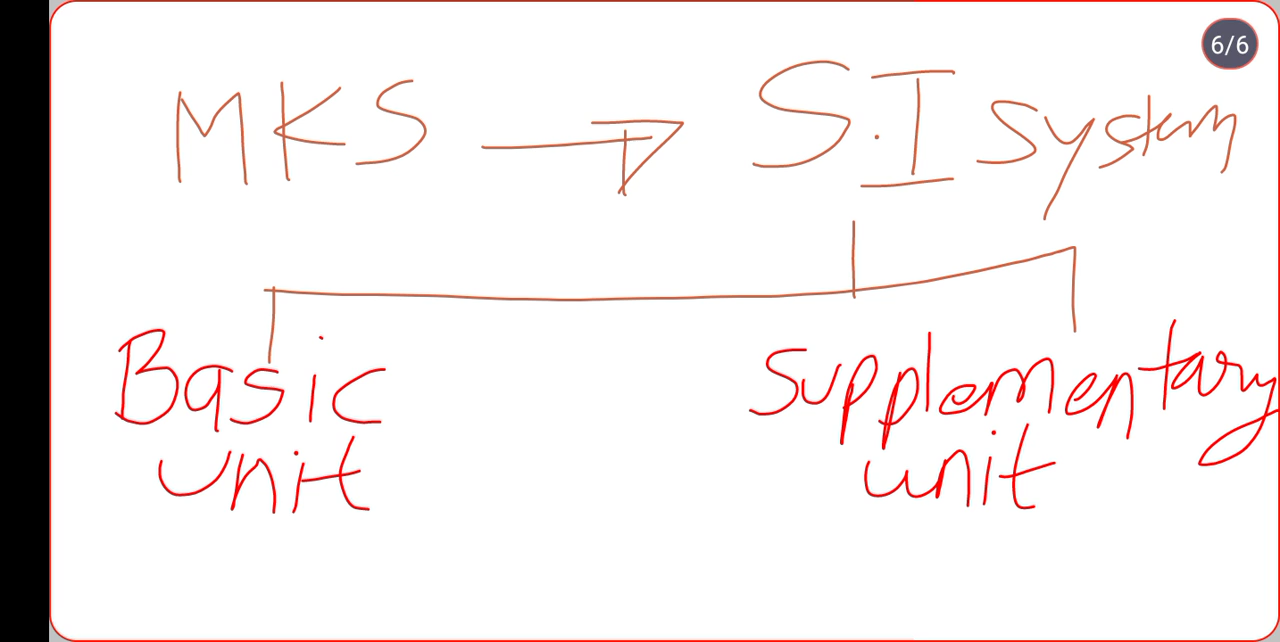 6/6
MKS → S.I system
Basic
unit
Supplementary
unit